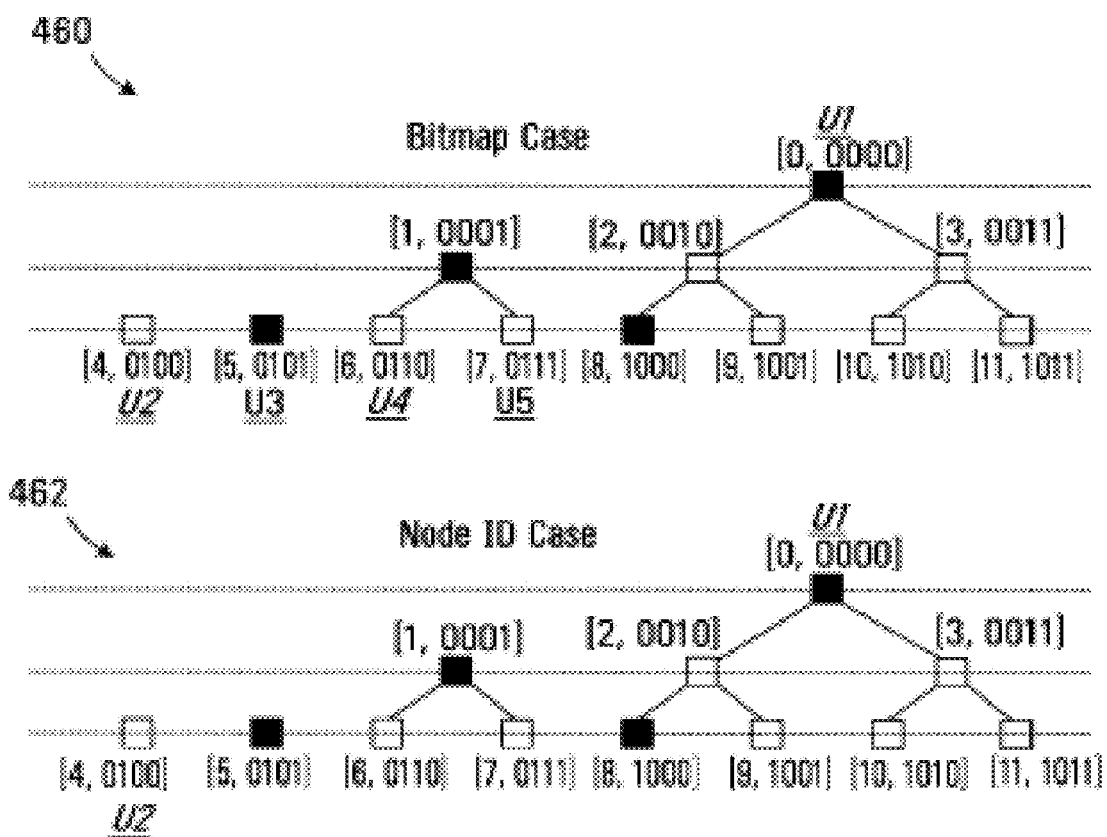 460
Bitmap Case
U1
[0, 0000]
[1, 0001] [2, 0010] [3, 0011]
[4, 0100] [5, 0101] [6, 0110] [7, 0111] [8, 1000] [9, 1001] [10, 1010] [11, 1011]
U2 U3 U4 U5
462
Node ID Case
U1
[0, 0000]
[1, 0001] [2, 0010] [3, 0011]
[4, 0100] [5, 0101] [6, 0110] [7, 0111] [8, 1000] [9, 1001] [10, 1010] [11, 1011]
U2